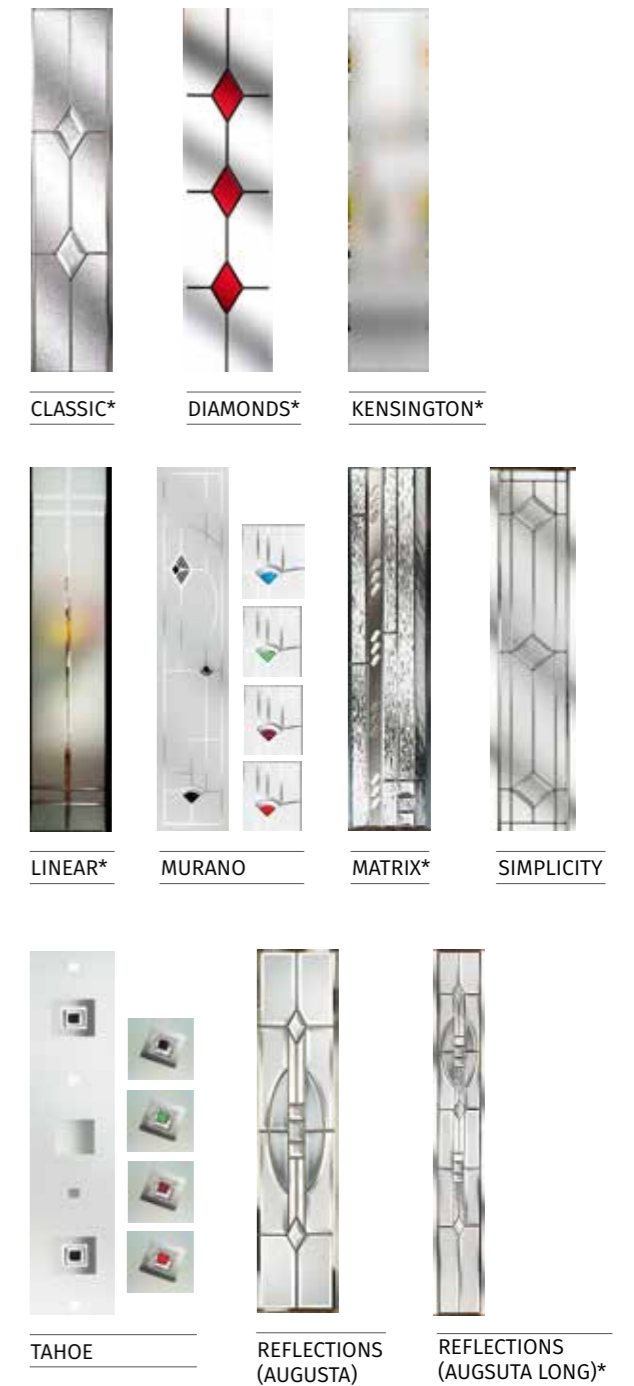 CLASSIC*
DIAMONDS*
KENSINGTON*
LINEAR*
MURANO
MATRIX*
SIMPLICITY
TAHOE
REFLECTIONS
(AUGUSTA)
REFLECTIONS
(AUGSUTA LONG)*